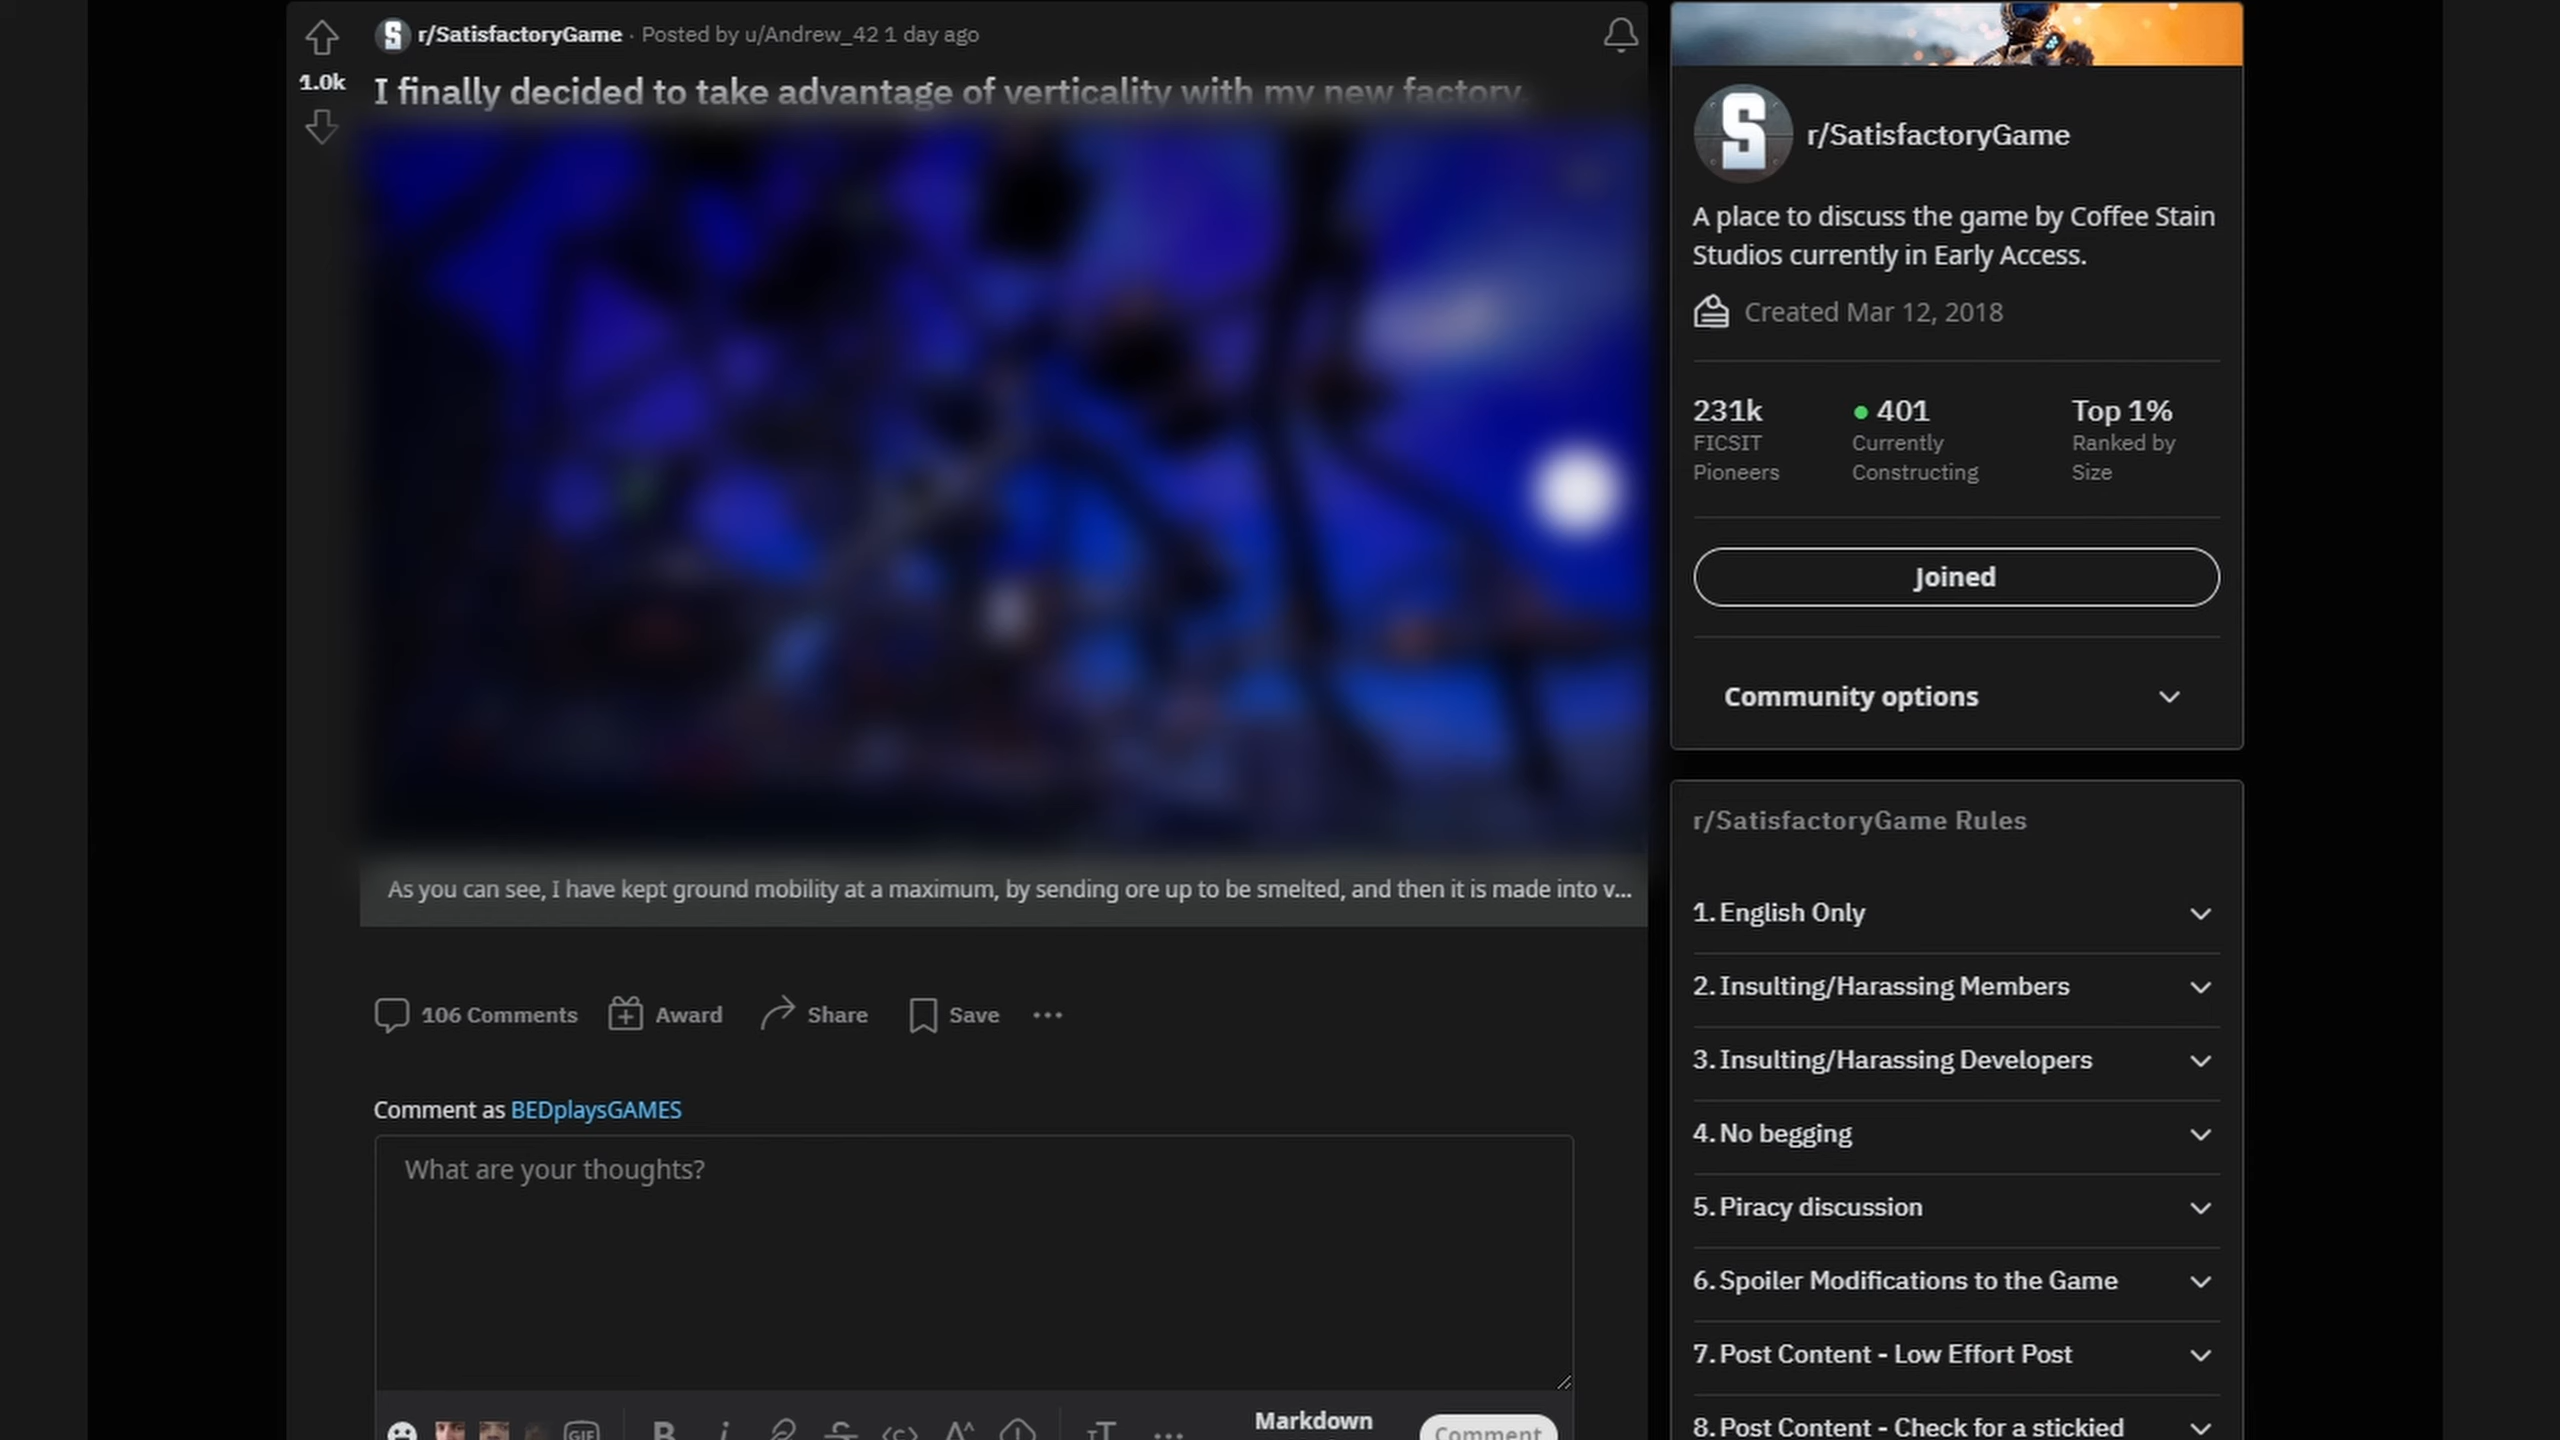 r/SatisfactoryGame · Posted by u/Andrew_42 1 day ago
1.0k
I finally decided to take advantage of verticality with my new factory.
As you can see, I have kept ground mobility at a maximum, by sending ore up to be smelted, and then it is made into v...
106 Comments
Award
Share
Save
Comment as BEDplaysGAMES
What are your thoughts?
GIF
Markdown
Comment
S
r/SatisfactoryGame
A place to discuss the game by Coffee Stain
Studios currently in Early Access.
Created Mar 12, 2018
231k
FICSIT
Pioneers
401
Currently
Constructing
Top 1%
Ranked by
Size
Joined
Community options
r/SatisfactoryGame Rules
1. English Only
2. Insulting/Harassing Members
3. Insulting/Harassing Developers
4. No begging
5. Piracy discussion
6. Spoiler Modifications to the Game
7. Post Content - Low Effort Post
8. Post Content - Check for a stickied